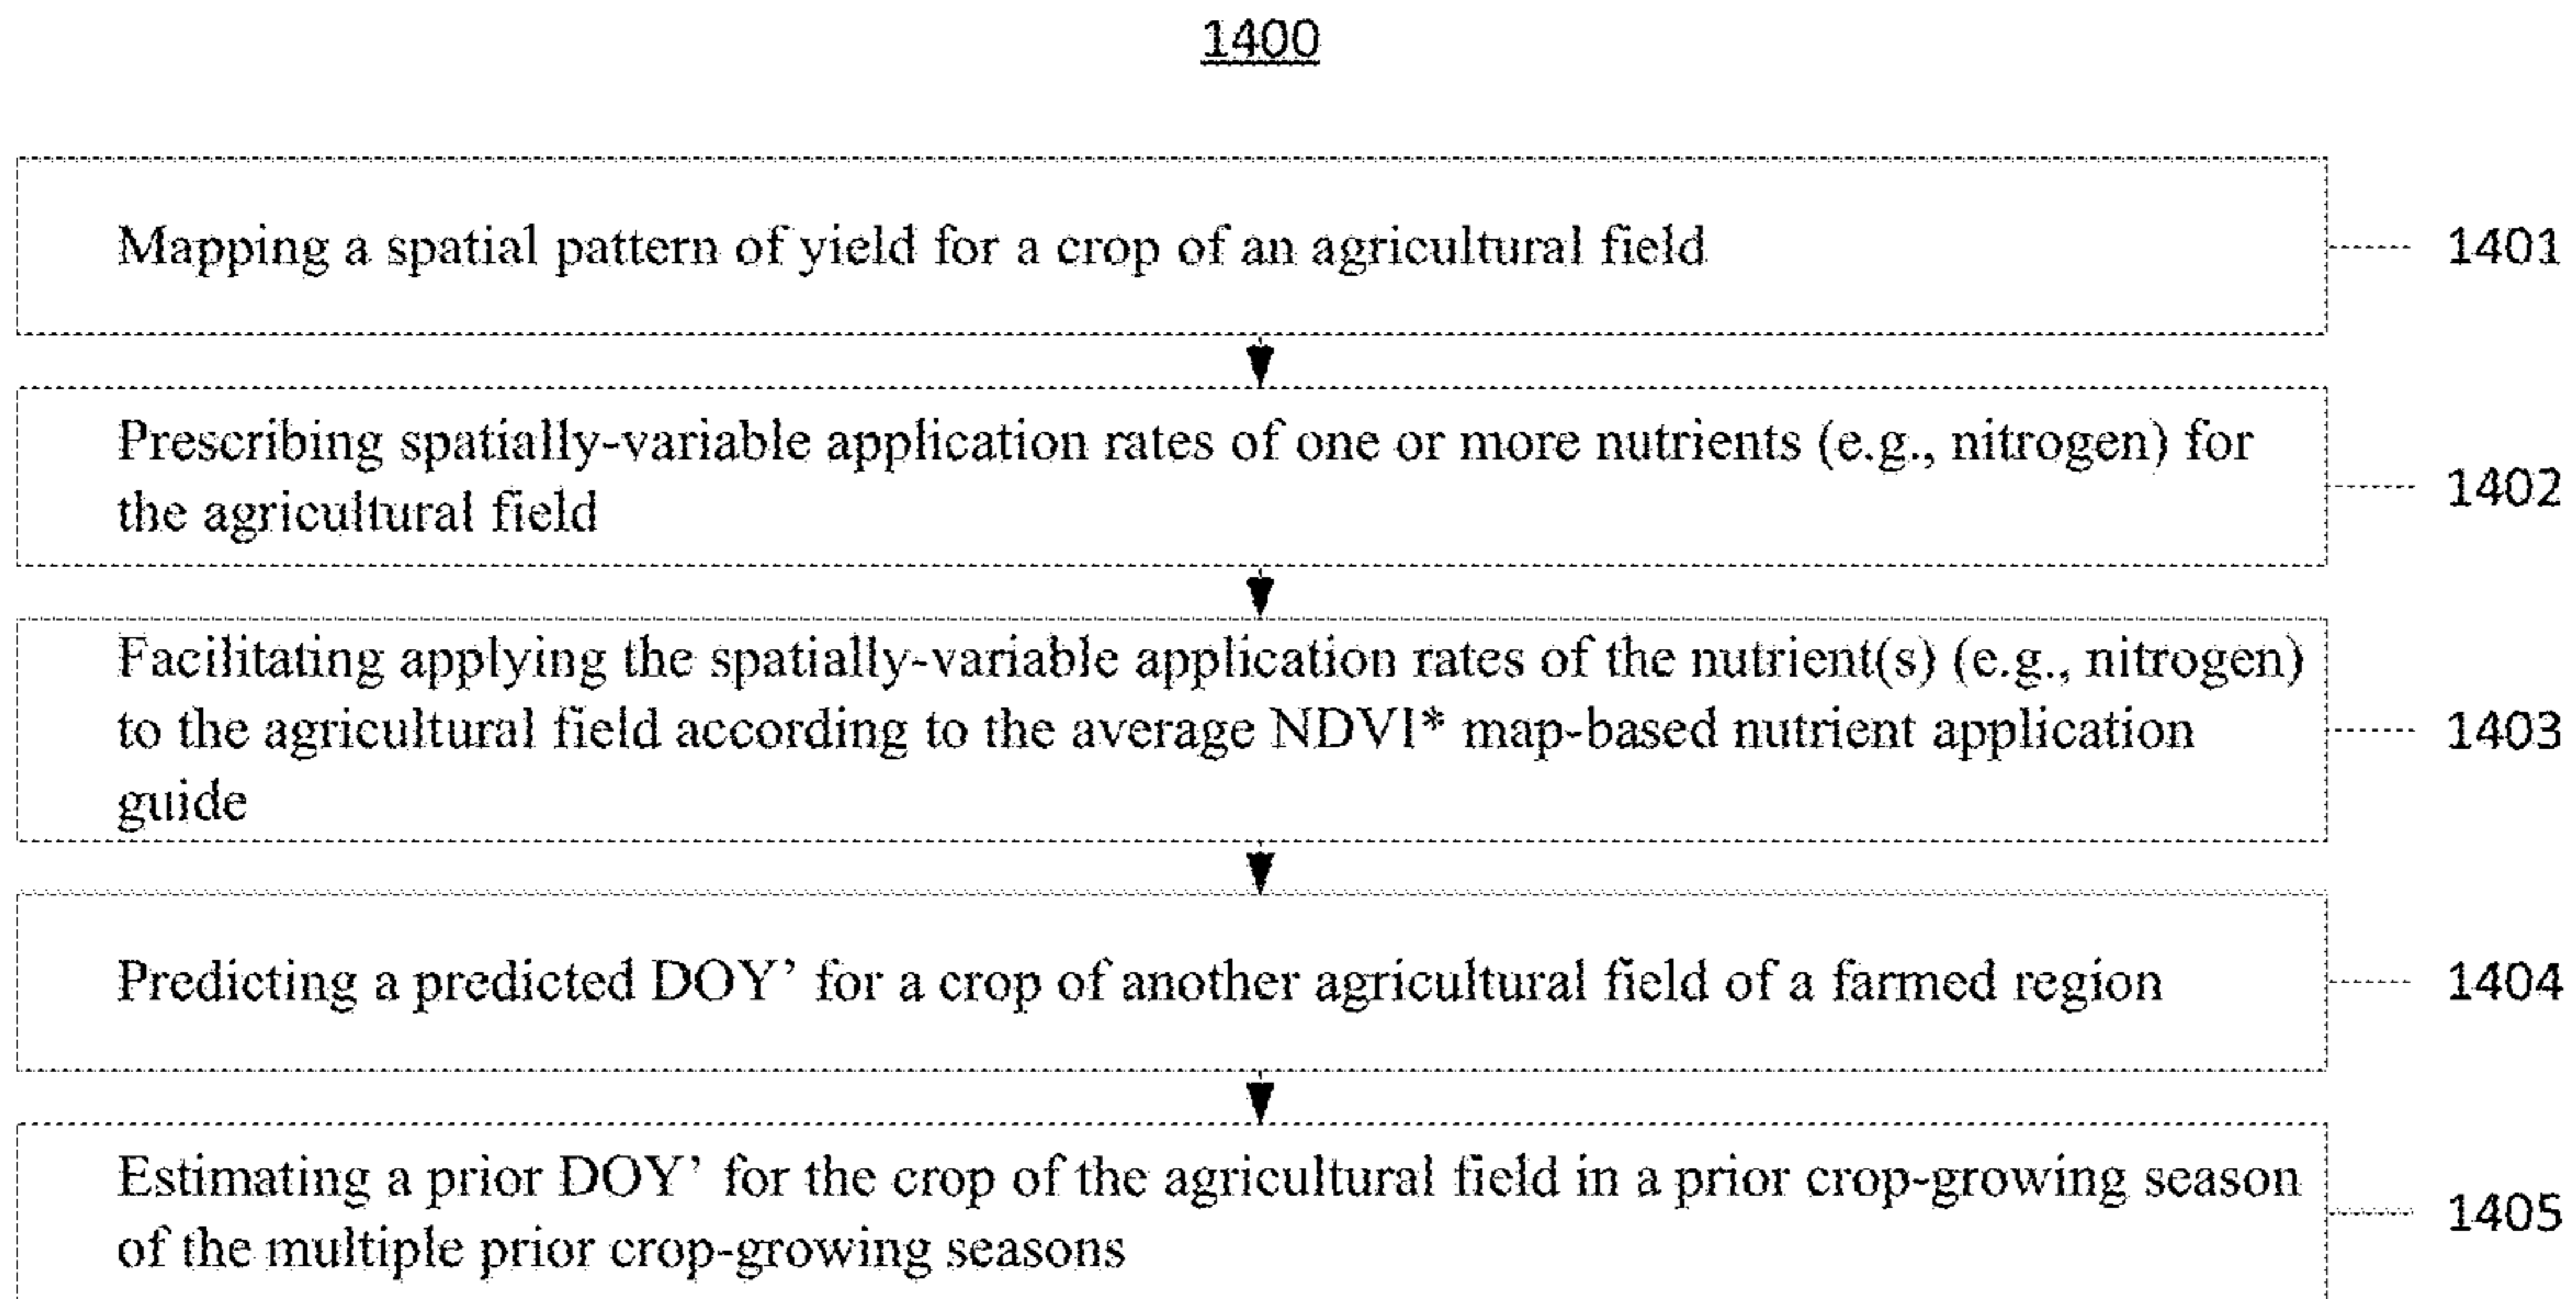 1400
Mapping a spatial pattern of yield for a crop of an agricultural field
1401
Prescribing spatially-variable application rates of one or more nutrients (e.g., nitrogen) for
the agricultural field
1402
Facilitating applying the spatially-variable application rates of the nutrient(s) (e.g., nitrogen)
to the agricultural field according to the average NDVI* map-based nutrient application
guide
1403
Predicting a predicted DOY’ for a crop of another agricultural field of a farmed region
1404
Estimating a prior DOY’ for the crop of the agricultural field in a prior crop-growing season
of the multiple prior crop-growing seasons
1405